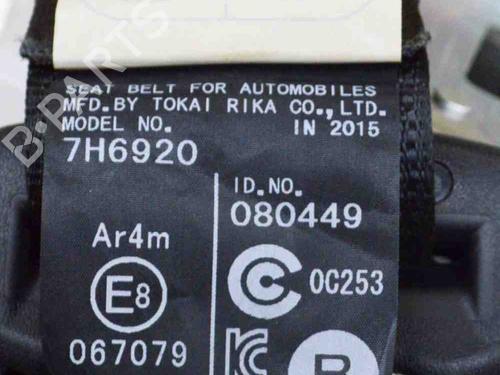 SEAT BELT FOR AUTOMOBILES
MFD.BY TOKAI RIKA CO.,LTD.
MODEL NO. IN 2015
7H6920
ID.NO.
080449
Ar4m
E8
067079
C 0C253
KC
R
B-PARTS